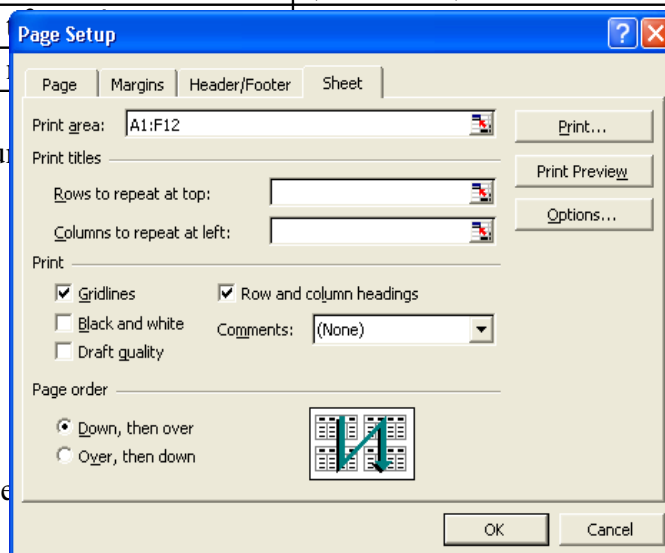 Page Setup
Page Margins Header/Footer Sheet
Print area: A1:F12
Print...
Print titles
Print Preview
Rows to repeat at top:
Options...
Columns to repeat at left:
Print
Gridlines Row and column headings
Black and white Comments: (None)
Draft quality
Page order
Down, then over
Over, then down
OK Cancel